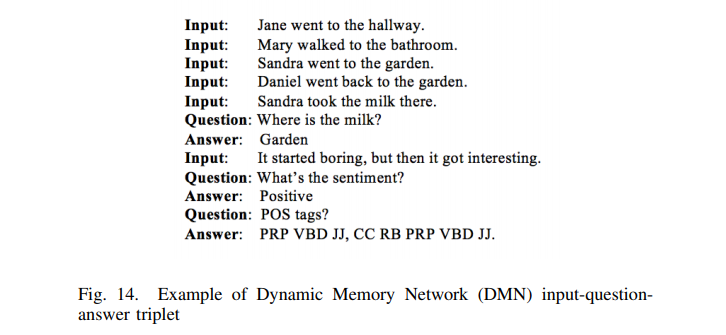 Input: Jane went to the hallway.
Input: Mary walked to the bathroom.
Input: Sandra went to the garden.
Input: Daniel went back to the garden.
Input: Sandra took the milk there.
Question: Where is the milk?
Answer: Garden
Input: It started boring, but then it got interesting.
Question: What's the sentiment?
Answer: Positive
Question: POS tags?
Answer: PRP VBD JJ, CC RB PRP VBD JJ.
Fig. 14. Example of Dynamic Memory Network (DMN) input-question-
answer triplet